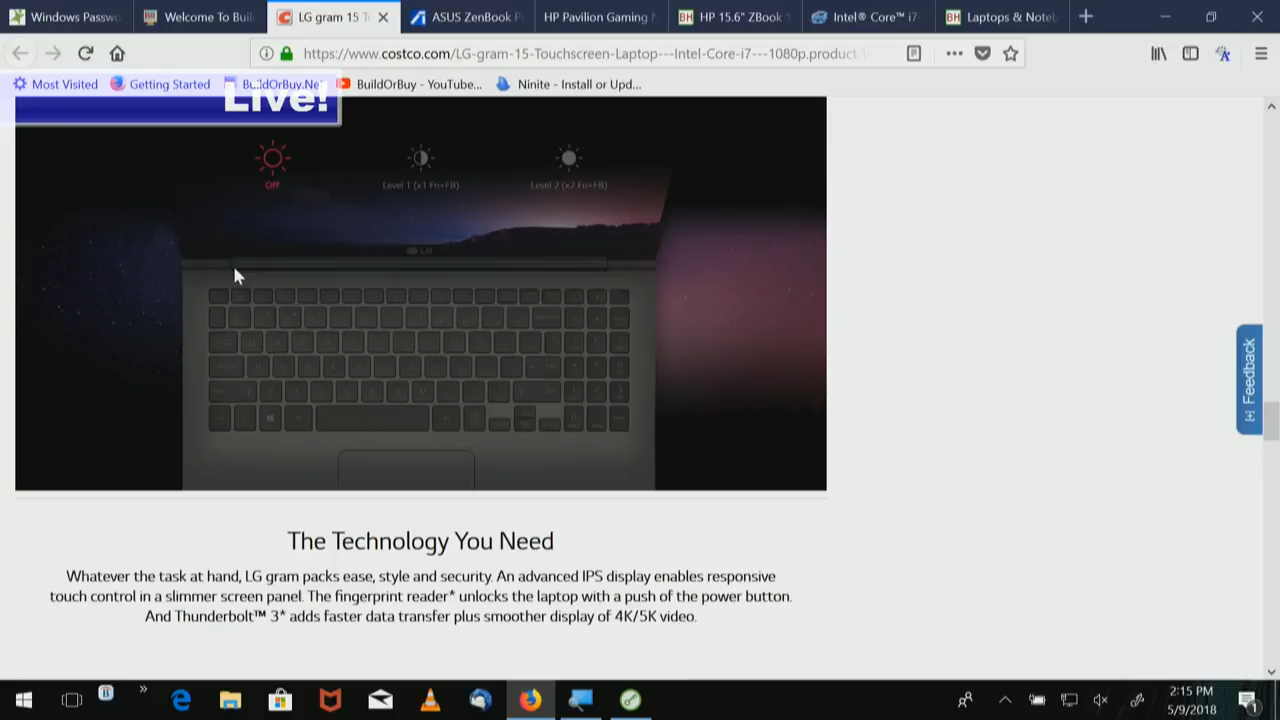 Windows Passwo
Welcome To Buil
LG gram 15 T
ASUS ZenBook P
HP Pavilion Gaming N
BH HP 15.6" ZBook 1
Intel® Core™ i7-
BH Laptops & Noteb
https://www.costco.com/LG-gram-15-Touchscreen-Laptop---Intel-Core-i7---1080p.product.1
Most Visited
Getting Started
BuildOrBuy.Ne
BuildOrBuy - YouTube...
Ninite - Install or Upd...
Live!
Off
Level 1 (x1 Fn+F8)
Level 2 (x2 Fn+F8)
LG
[+] Feedback
The Technology You Need
Whatever the task at hand, LG gram packs ease, style and security. An advanced IPS display enables responsive
touch control in a slimmer screen panel. The fingerprint reader* unlocks the laptop with a push of the power button.
And Thunderbolt™ 3* adds faster data transfer plus smoother display of 4K/5K video.
2:15 PM
5/9/2018
1